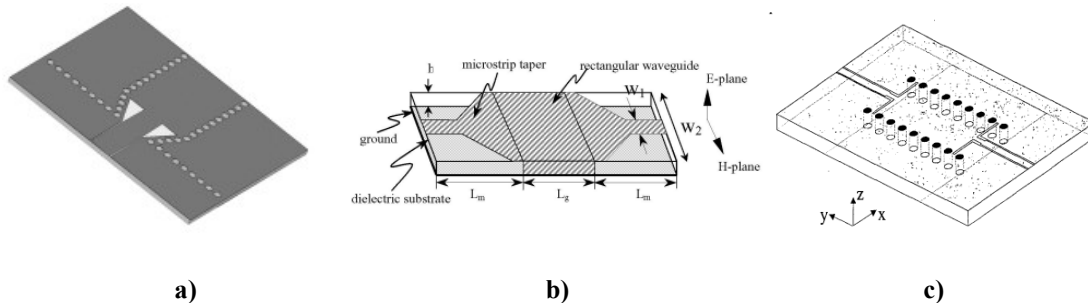 microstrip taper
rectangular waveguide
E-plane
h
W1
W2
ground
H-plane
dielectric substrate
Lm
Lg
Lm
z
y
x
a)
b)
c)